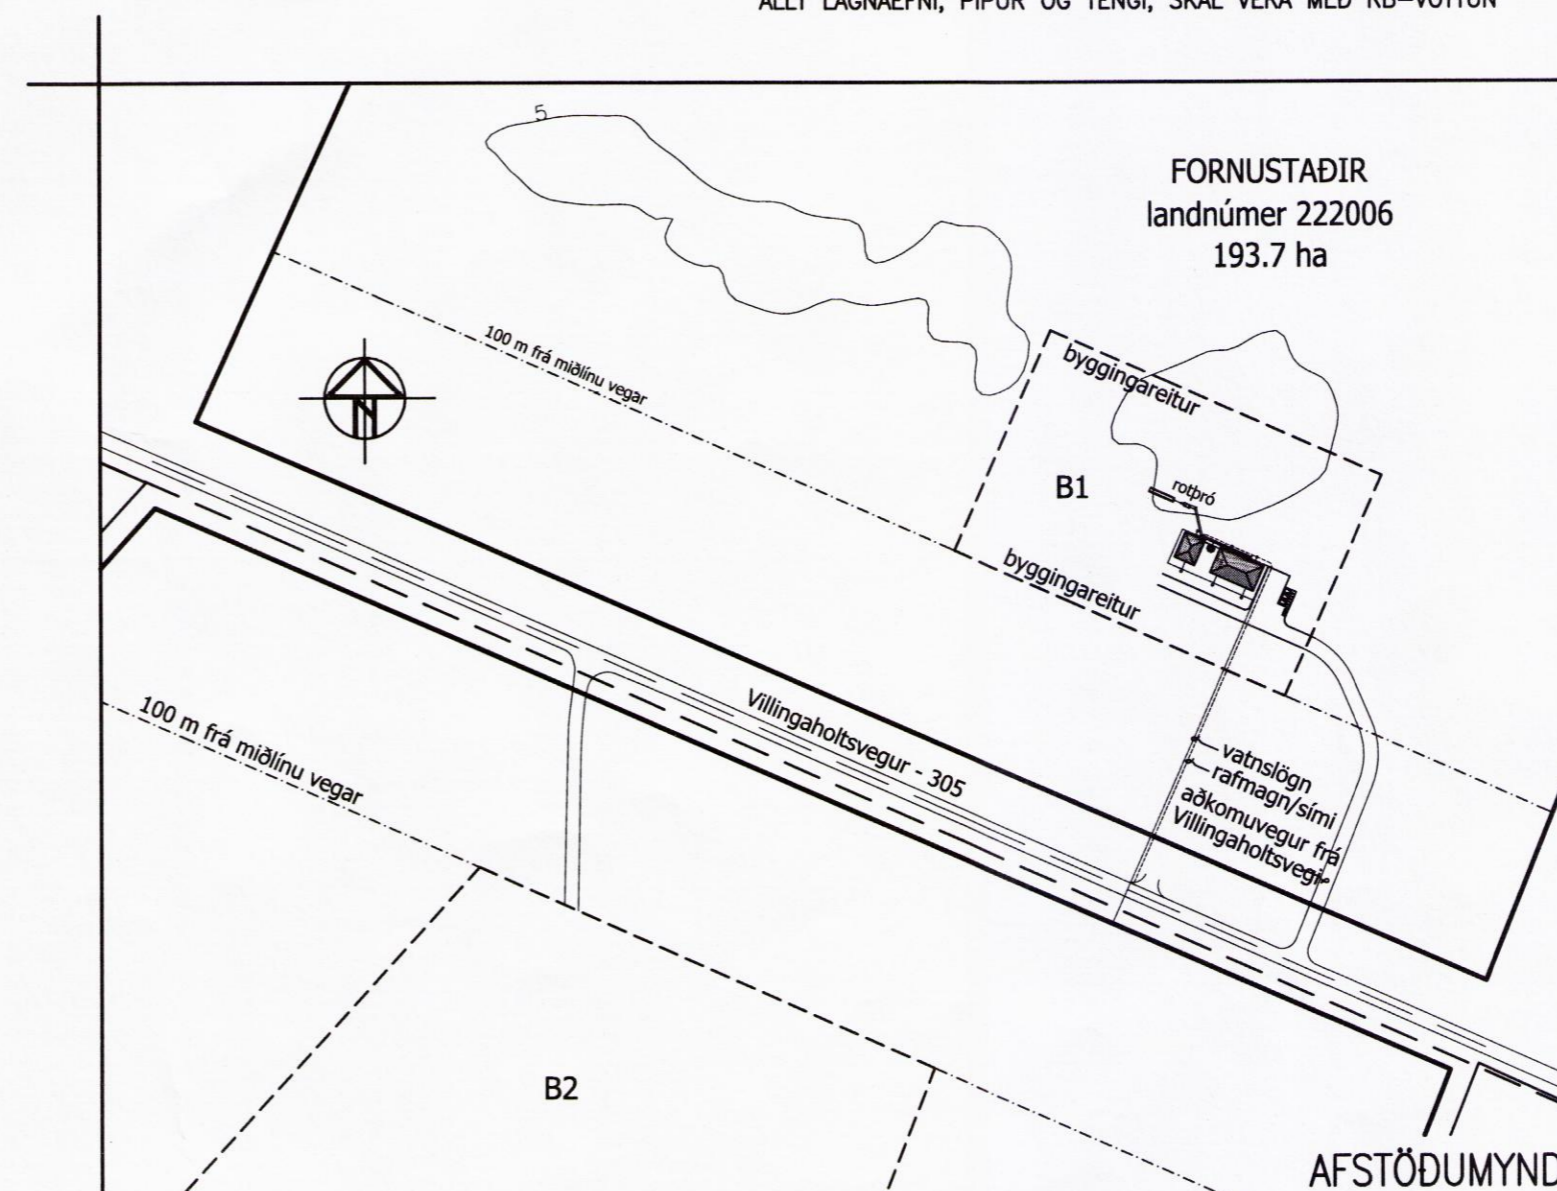 ALLT LAGNAEFNI, PÍPUR OG TENGI, SKAL VERA MEÐ RB-VOTTUN
5
FORNUSTAÐIR
landnúmer 222006
193.7 ha
100 m frá miðlínu vegar
byggingareitur
B1
rotþró
byggingareitur
N
Villingaholtsvegur - 305
100 m frá miðlínu vegar
vatnslögn
rafmagn/sími
aðkomuvegur frá
Villingaholtsvegi
B2
AFSTÖÐUMYND